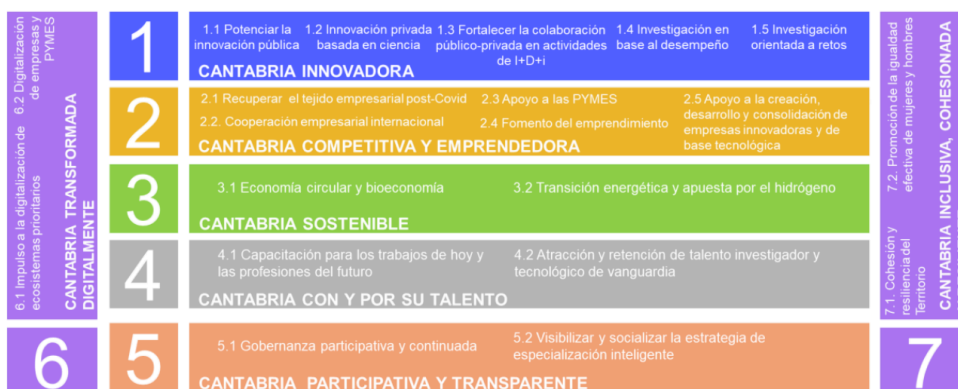 6.1 Impulso a la digitalización de
ecosistemas prioritarios
6.2 Digitalización
de empresas y
PYMES
CANTABRIA TRANSFORMADA
DIGITALMENTE
6
1
1.1 Potenciar la
innovación pública
1.2 Innovación privada
basada en ciencia
1.3 Fortalecer la colaboración
público-privada en actividades
de I+D+i
1.4 Investigación en
base al desempeño
1.5 Investigación
orientada a retos
CANTABRIA INNOVADORA
2
2.1 Recuperar el tejido empresarial post-Covid
2.2. Cooperación empresarial internacional
2.3 Apoyo a las PYMES
2.4 Fomento del emprendimiento
2.5 Apoyo a la creación,
desarrollo y consolidación de
empresas innovadoras y de
base tecnológica
CANTABRIA COMPETITIVA Y EMPRENDEDORA
3
3.1 Economía circular y bioeconomía
3.2 Transición energética y apuesta por el hidrógeno
CANTABRIA SOSTENIBLE
4
4.1 Capacitación para los trabajos de hoy y
las profesiones del futuro
4.2 Atracción y retención de talento investigador y
tecnológico de vanguardia
CANTABRIA CON Y POR SU TALENTO
5
5.1 Gobernanza participativa y continuada
5.2 Visibilizar y socializar la estrategia de
especialización inteligente
CANTABRIA PARTICIPATIVA Y TRANSPARENTE
7.1. Cohesión y
resiliencia del
Territorio
7.2. Promoción de la igualdad
efectiva de mujeres y hombres
CANTABRIA INCLUSIVA, COHESIONADA
7